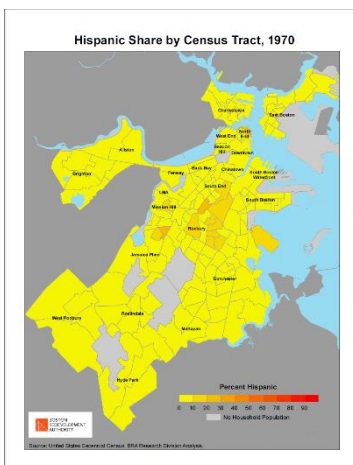 Hispanic Share by Census Tract, 1970
Charlestown
East Boston
West End
North End
Beacon Hill
Downtown
Allston
Brighton
Back Bay
Fenway
Chinatown
South Boston Waterfront
South End
LMA
Mission Hill
South Boston
Roxbury
Jamaica Plain
Dorchester
West Roxbury
Roslindale
Mattapan
Hyde Park
Percent Hispanic
0 10 20 30 40 50 60 70 80 90
No Household Population
BOSTON
REDEVELOPMENT
AUTHORITY
Source: United States Decennial Census, BRA Research Division Analysis.